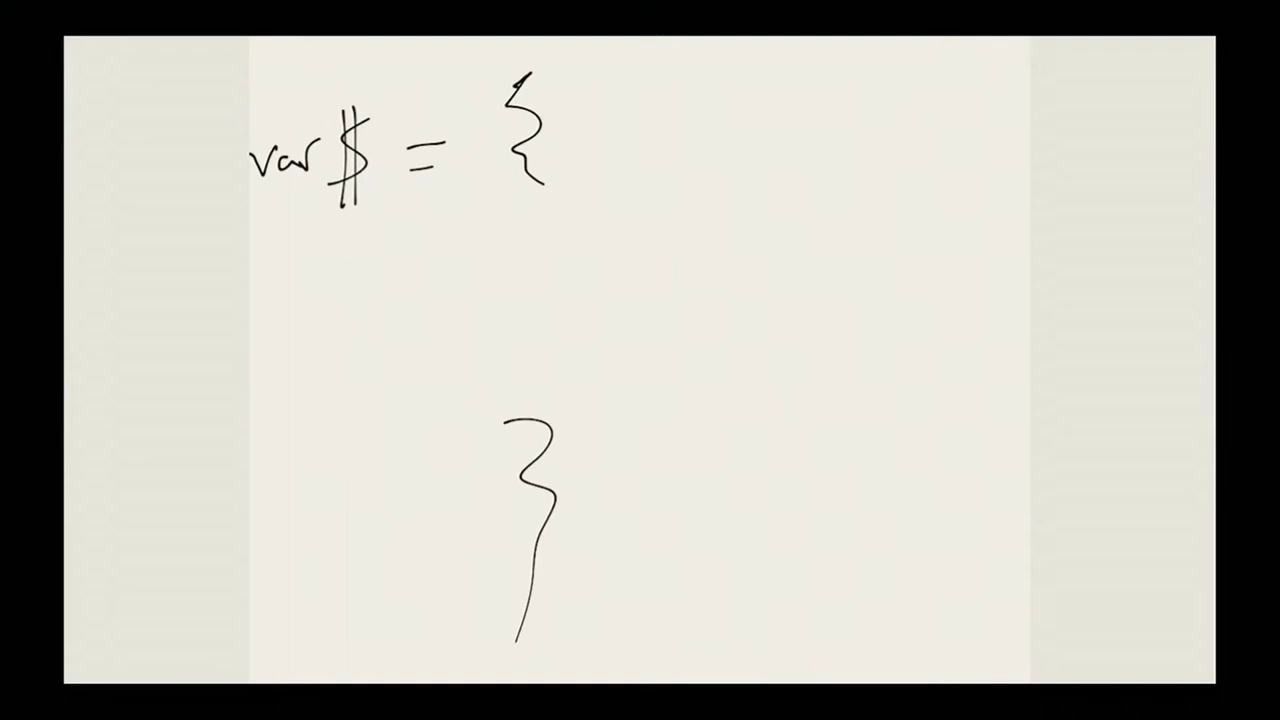 var $ = {
}